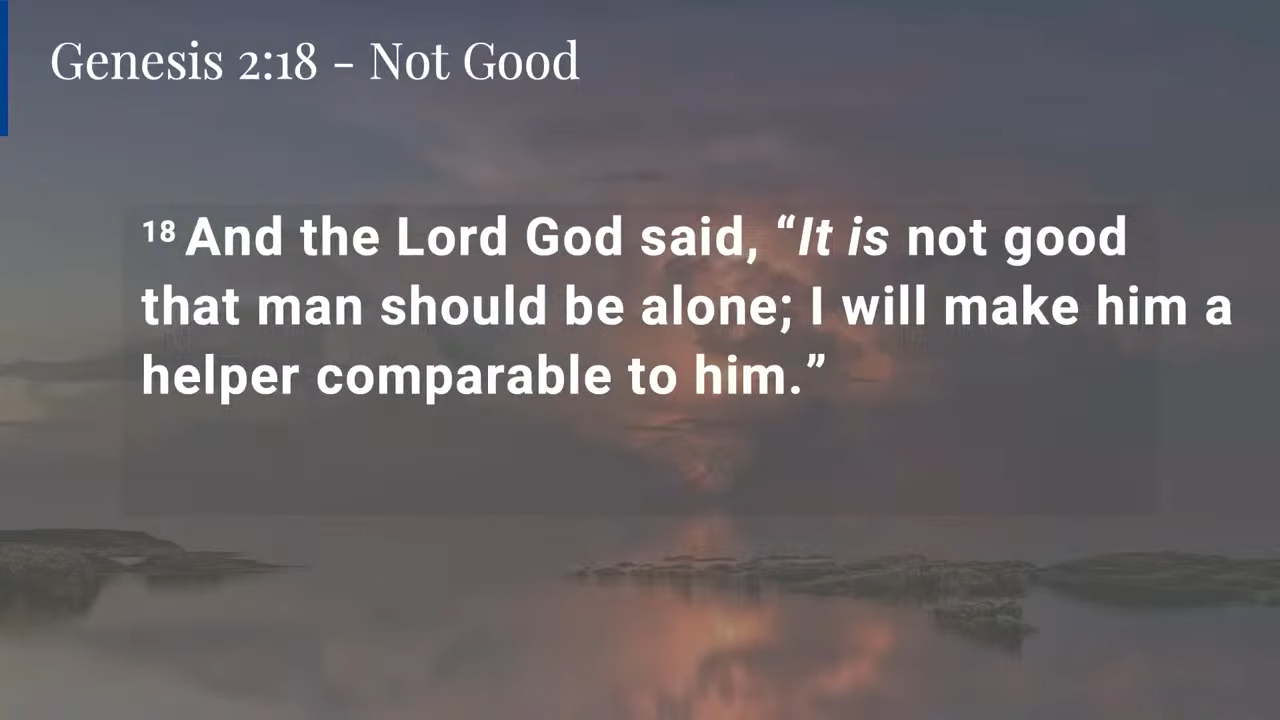 Genesis 2:18 - Not Good
18 And the Lord God said, “It is not good
that man should be alone; I will make him a
helper comparable to him.”